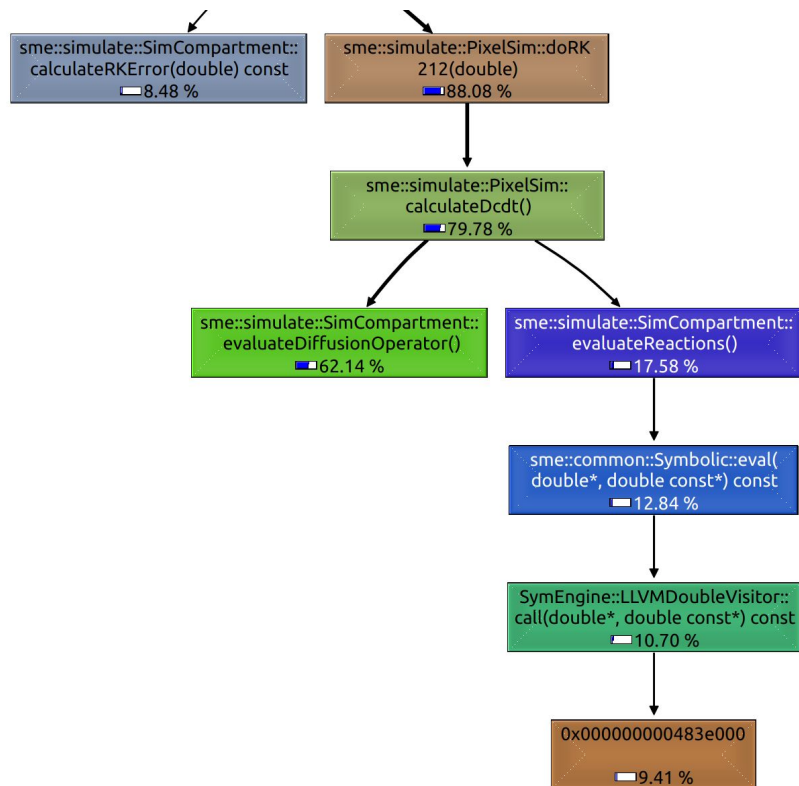 sme::simulate::SimCompartment::
calculateRKError(double) const
8.48 %
sme::simulate::PixelSim::doRK
212(double)
88.08 %
sme::simulate::PixelSim::
calculateDcdt()
79.78 %
sme::simulate::SimCompartment::
evaluateDiffusionOperator()
62.14 %
sme::simulate::SimCompartment::
evaluateReactions()
17.58 %
sme::common::Symbolic::eval(
double*, double const*) const
12.84 %
SymEngine::LLVMDoubleVisitor::
call(double*, double const*) const
10.70 %
0x000000000483e000
9.41 %